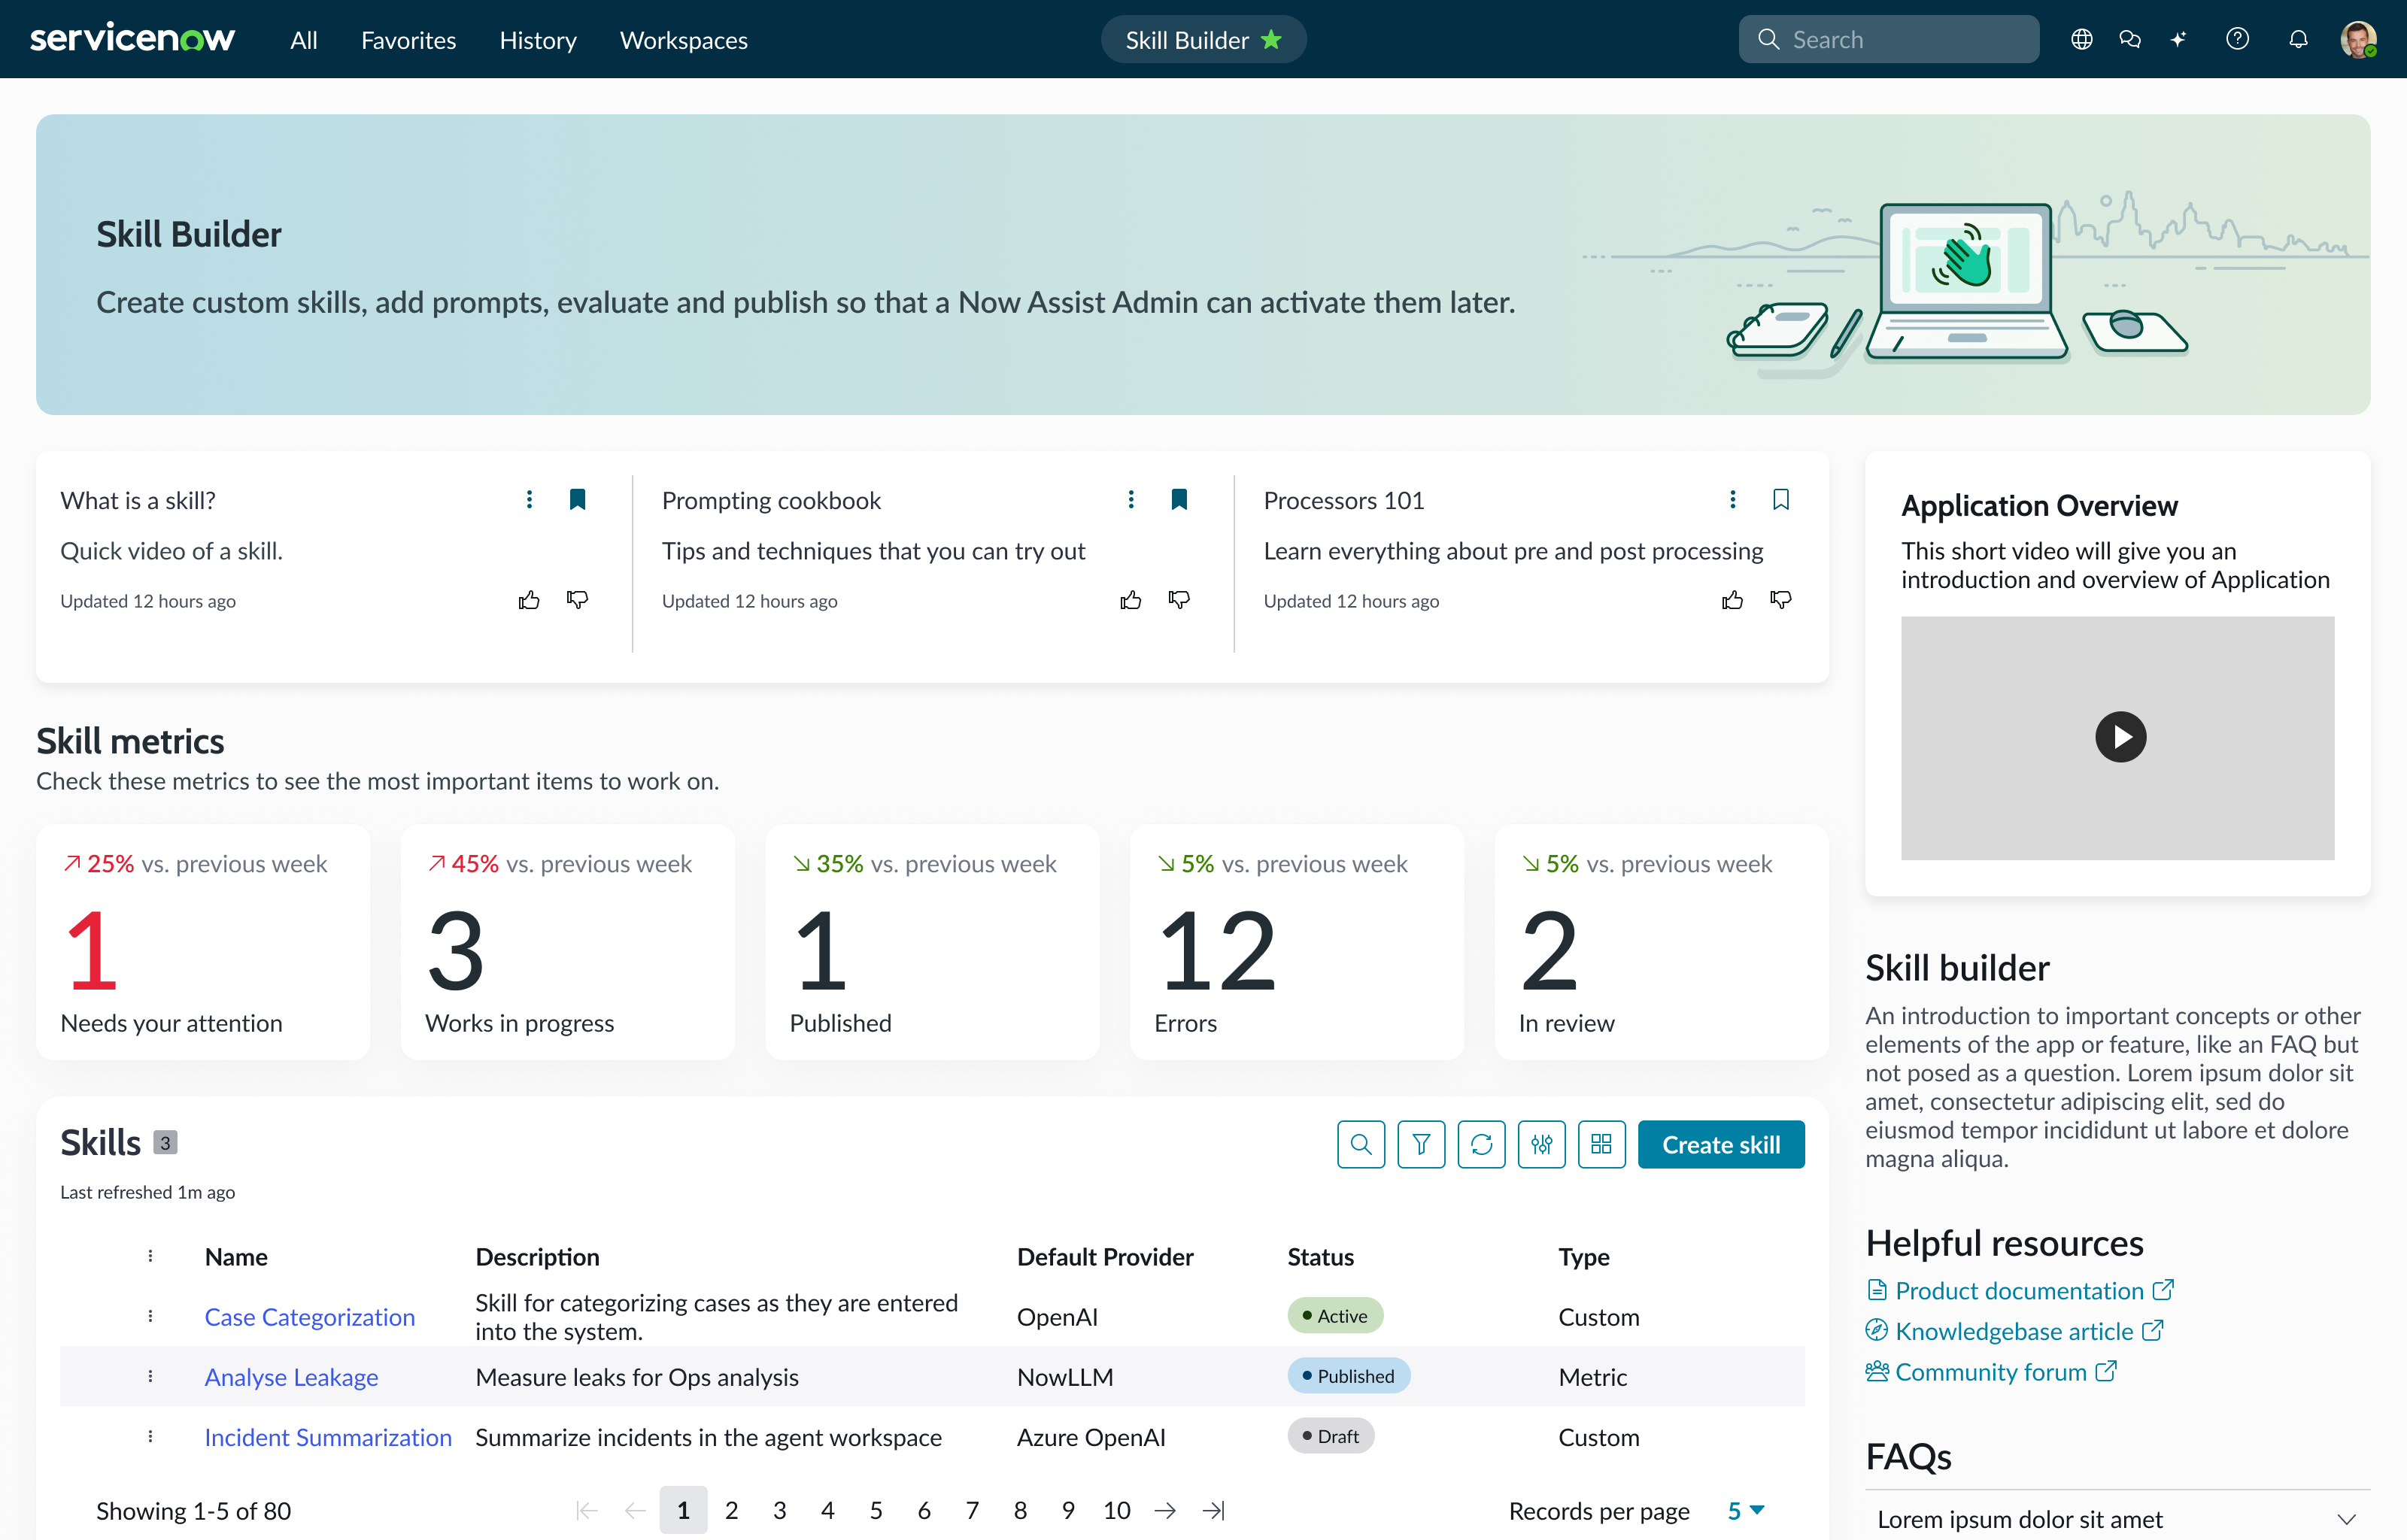 servicenow
All
Favorites
History
Workspaces
Skill Builder
Search
Skill Builder
Create custom skills, add prompts, evaluate and publish so that a Now Assist Admin can activate them later.
What is a skill?
Quick video of a skill.
Updated 12 hours ago
Prompting cookbook
Tips and techniques that you can try out
Updated 12 hours ago
Processors 101
Learn everything about pre and post processing
Updated 12 hours ago
Application Overview
This short video will give you an
introduction and overview of Application
Skill metrics
Check these metrics to see the most important items to work on.
25% vs. previous week
1
Needs your attention
45% vs. previous week
3
Works in progress
35% vs. previous week
1
Published
5% vs. previous week
12
Errors
5% vs. previous week
2
In review
Skill builder
An introduction to important concepts or other
elements of the app or feature, like an FAQ but
not posed as a question. Lorem ipsum dolor sit
amet, consectetur adipiscing elit, sed do
eiusmod tempor incididunt ut labore et dolore
magna aliqua.
Skills 3
Last refreshed 1m ago
Create skill
Name Description Default Provider Status Type
Case Categorization
Skill for categorizing cases as they are entered
into the system.
OpenAI Active Custom
Analyse Leakage Measure leaks for Ops analysis NowLLM Published Metric
Incident Summarization Summarize incidents in the agent workspace Azure OpenAI Draft Custom
Showing 1-5 of 80
1 2 3 4 5 6 7 8 9 10
Records per page 5
Helpful resources
Product documentation
Knowledgebase article
Community forum
FAQs
Lorem ipsum dolor sit amet